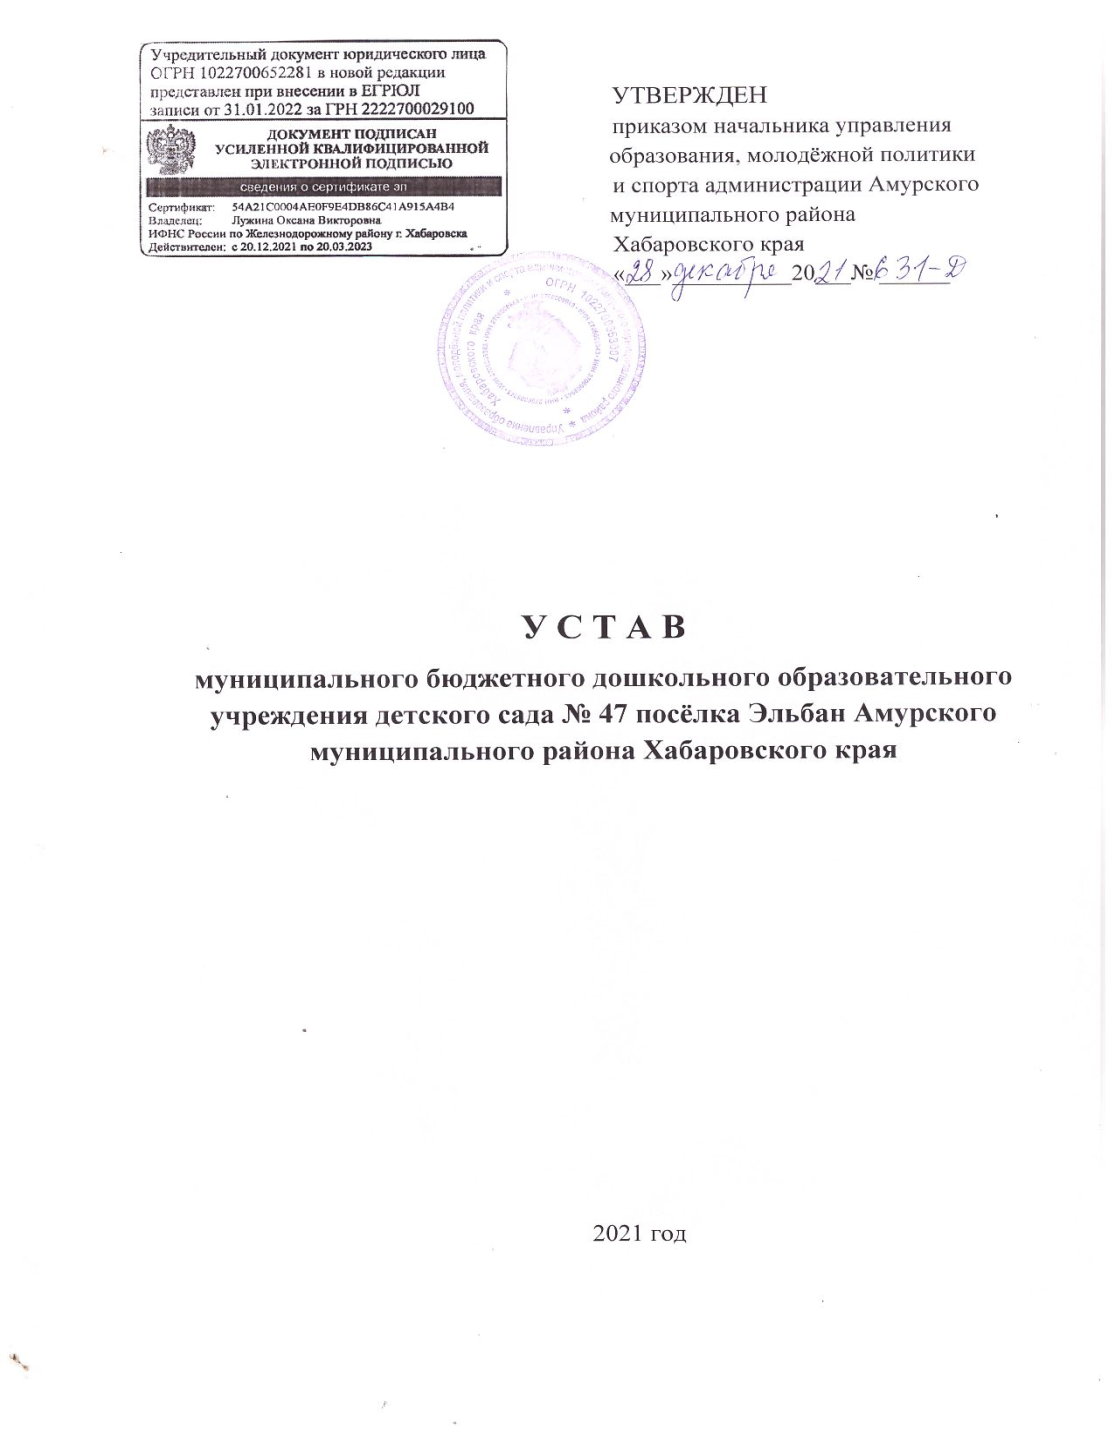 Учредительный документ юридического лица
ОГРН 1022700652281 в новой редакции
представлен при внесении в ЕГРЮЛ
записи от 31.01.2022 за ГРН 2222700029100
ДОКУМЕНТ ПОДПИСАН
УСИЛЕННОЙ КВАЛИФИЦИРОВАННОЙ
ЭЛЕКТРОННОЙ ПОДПИСЬЮ
сведения о сертификате эп
Сертификат: 54A21C0004AE0F9E4DB86C41A915A4B4
Владелец: Лужина Оксана Викторовна
ИФНС России по Железнодорожному району г. Хабаровска
Действителен: с 20.12.2021 по 20.03.2023
УТВЕРЖДЕН
приказом начальника управления
образования, молодёжной политики
и спорта администрации Амурского
муниципального района
Хабаровского края
«28» декабря 2021 № 631-Д
Хабаровского края
У С Т А В
муниципального бюджетного дошкольного образовательного
учреждения детского сада № 47 посёлка Эльбан Амурского
муниципального района Хабаровского края
2021 год